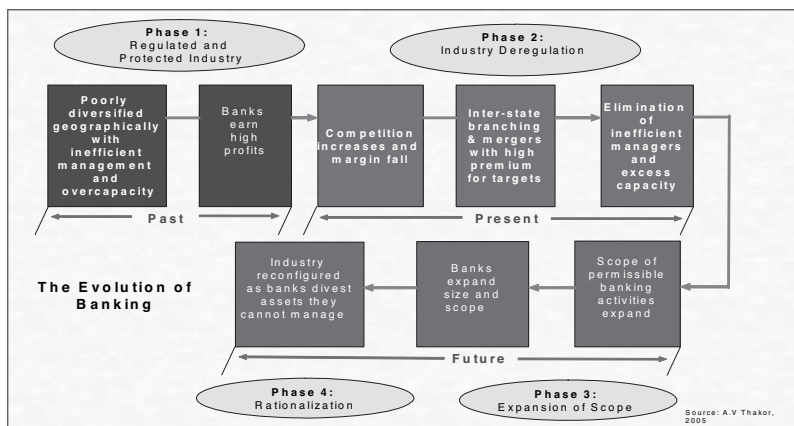 Phase 1:
Regulated and
Protected Industry
Phase 2:
Industry Deregulation
Poorly
diversified
geographically
with
inefficient
management
and
overcapacity
Banks
earn
high
profits
Competition
increases and
margin fall
Inter-state
branching
& mergers
with high
premium
for targets
Elimination
of
inefficient
managers
and
excess
capacity
Past
Present
The Evolution of
Banking
Industry
reconfigured
as banks divest
assets they
cannot manage
Banks
expand
size and
scope
Scope of
permissible
banking
activities
expand
Future
Phase 4:
Rationalization
Phase 3:
Expansion of Scope
Source: A.V Thakor,
2005